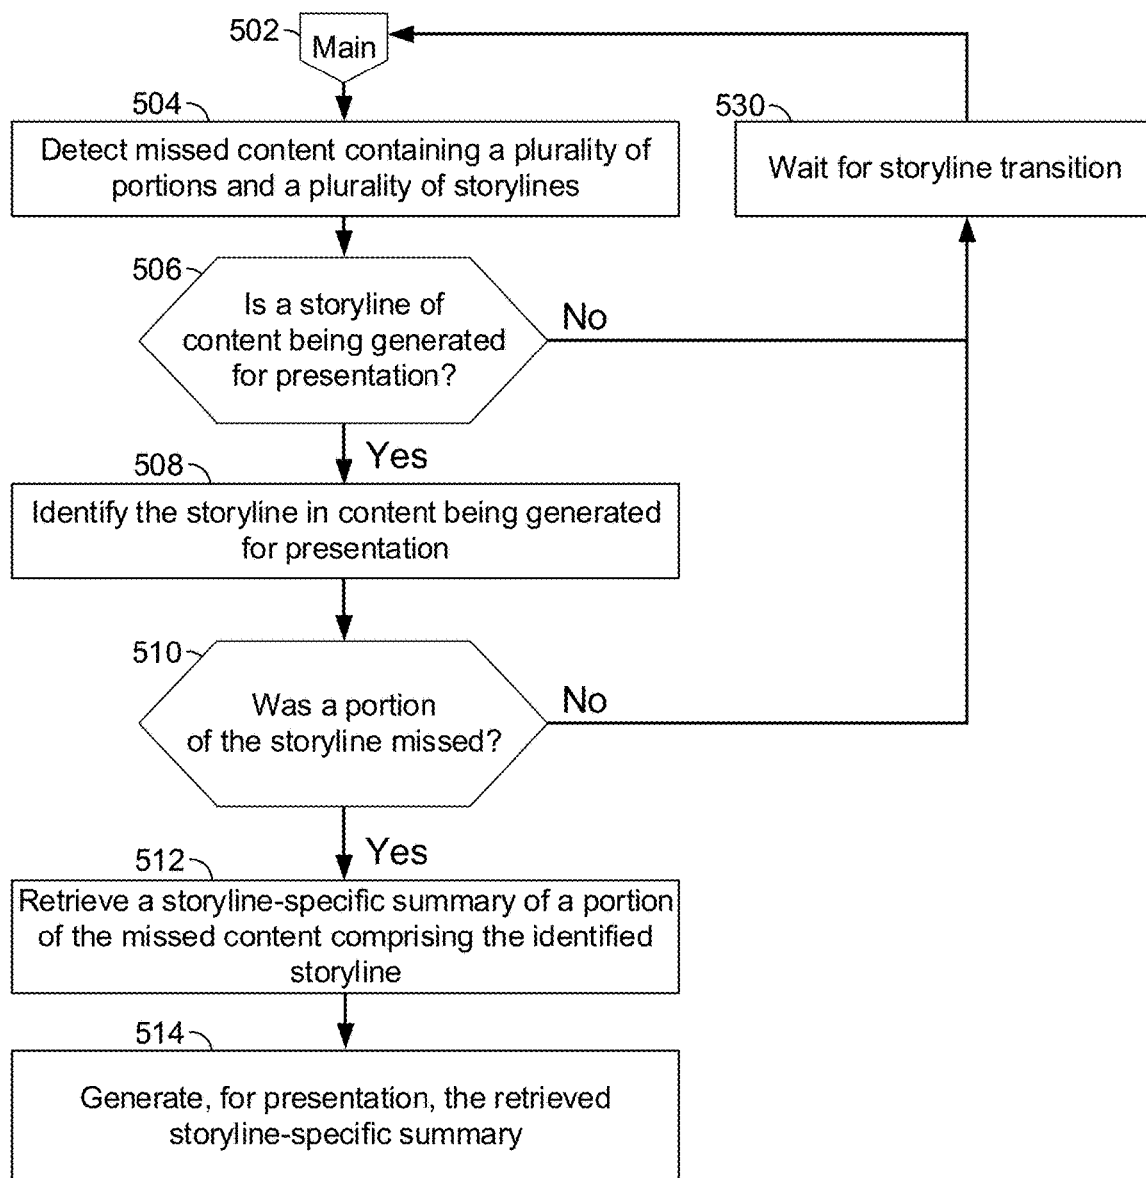 502
Main
504
Detect missed content containing a plurality of
portions and a plurality of storylines
530
Wait for storyline transition
506
Is a storyline of
content being generated
for presentation?
No
Yes
508
Identify the storyline in content being generated
for presentation
510
Was a portion
of the storyline missed?
No
Yes
512
Retrieve a storyline-specific summary of a portion
of the missed content comprising the identified
storyline
514
Generate, for presentation, the retrieved
storyline-specific summary